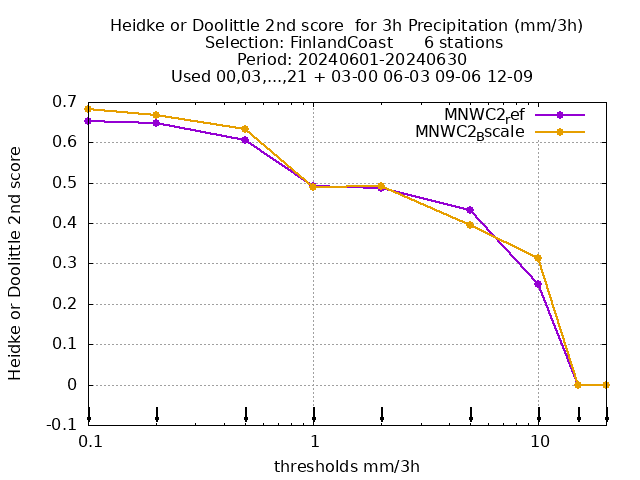 Heidke or Doolittle 2nd score  for 3h Precipitation (mm/3h)
Selection: FinlandCoast      6 stations
Period: 20240601-20240630
Used 00,03,...,21 + 03-00 06-03 09-06 12-09
MNWC2_ref
MNWC2_Bscale
0.7
0.6
0.5
0.4
0.3
0.2
0.1
0
-0.1
Heidke or Doolittle 2nd score
0.1
1
10
thresholds mm/3h